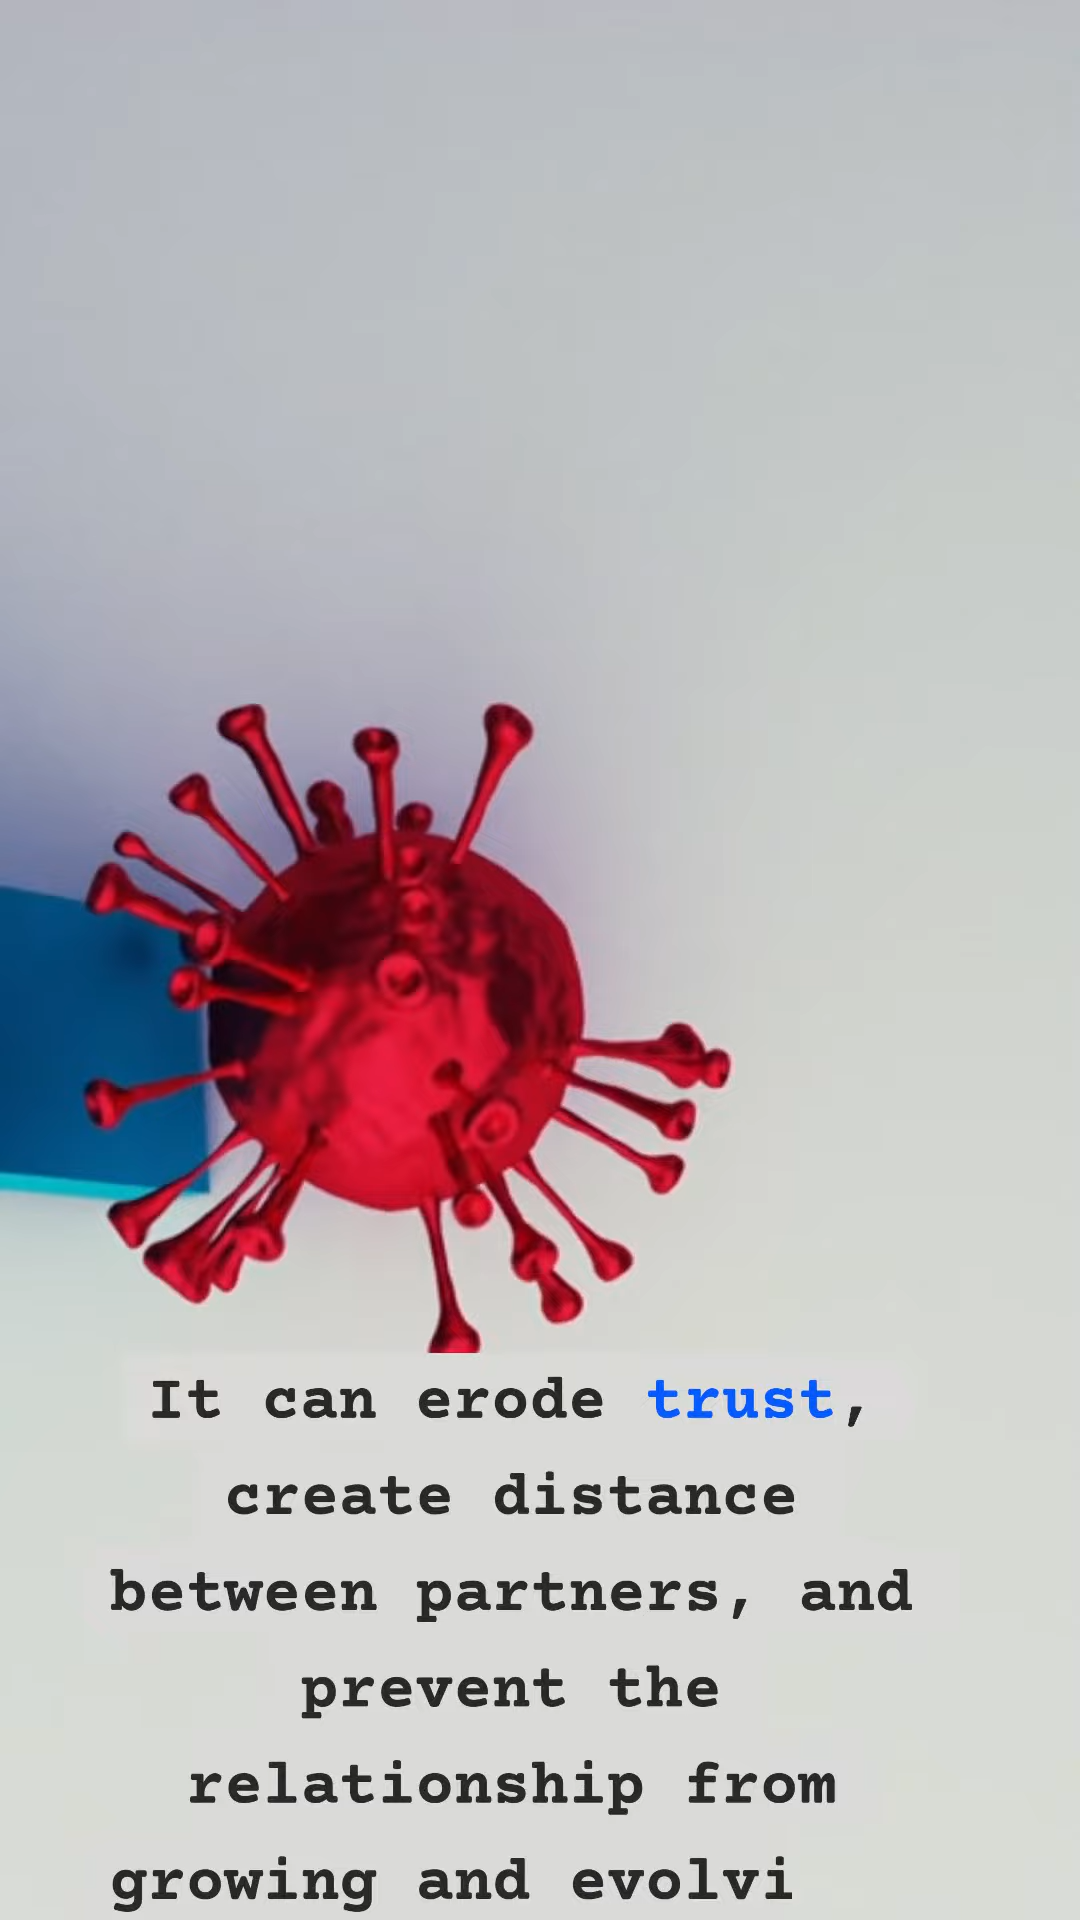 It can erode trust,
create distance
between partners, and
prevent the
relationship from
growing and evolvi